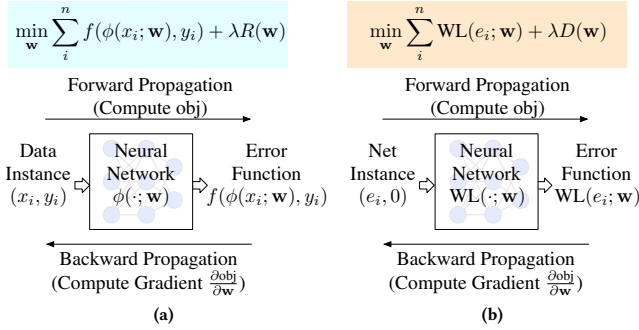 min_w ∑_i^n f(φ(x_i; w), y_i) + λR(w)
Forward Propagation
(Compute obj)
Data
Instance
(x_i, y_i)
Neural
Network
φ(·; w)
Error
Function
f(φ(x_i; w), y_i)
Backward Propagation
(Compute Gradient ∂obj/∂w)
(a)
min_w ∑_i^n WL(e_i; w) + λD(w)
Forward Propagation
(Compute obj)
Net
Instance
(e_i, 0)
Neural
Network
WL(·; w)
Error
Function
WL(e_i; w)
Backward Propagation
(Compute Gradient ∂obj/∂w)
(b)